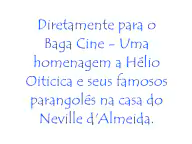 Diretamente para o
Baga Cine - Uma
homenagem a Hélio
Oiticica e seus famosos
parangolés na casa do
Neville d'Almeida.